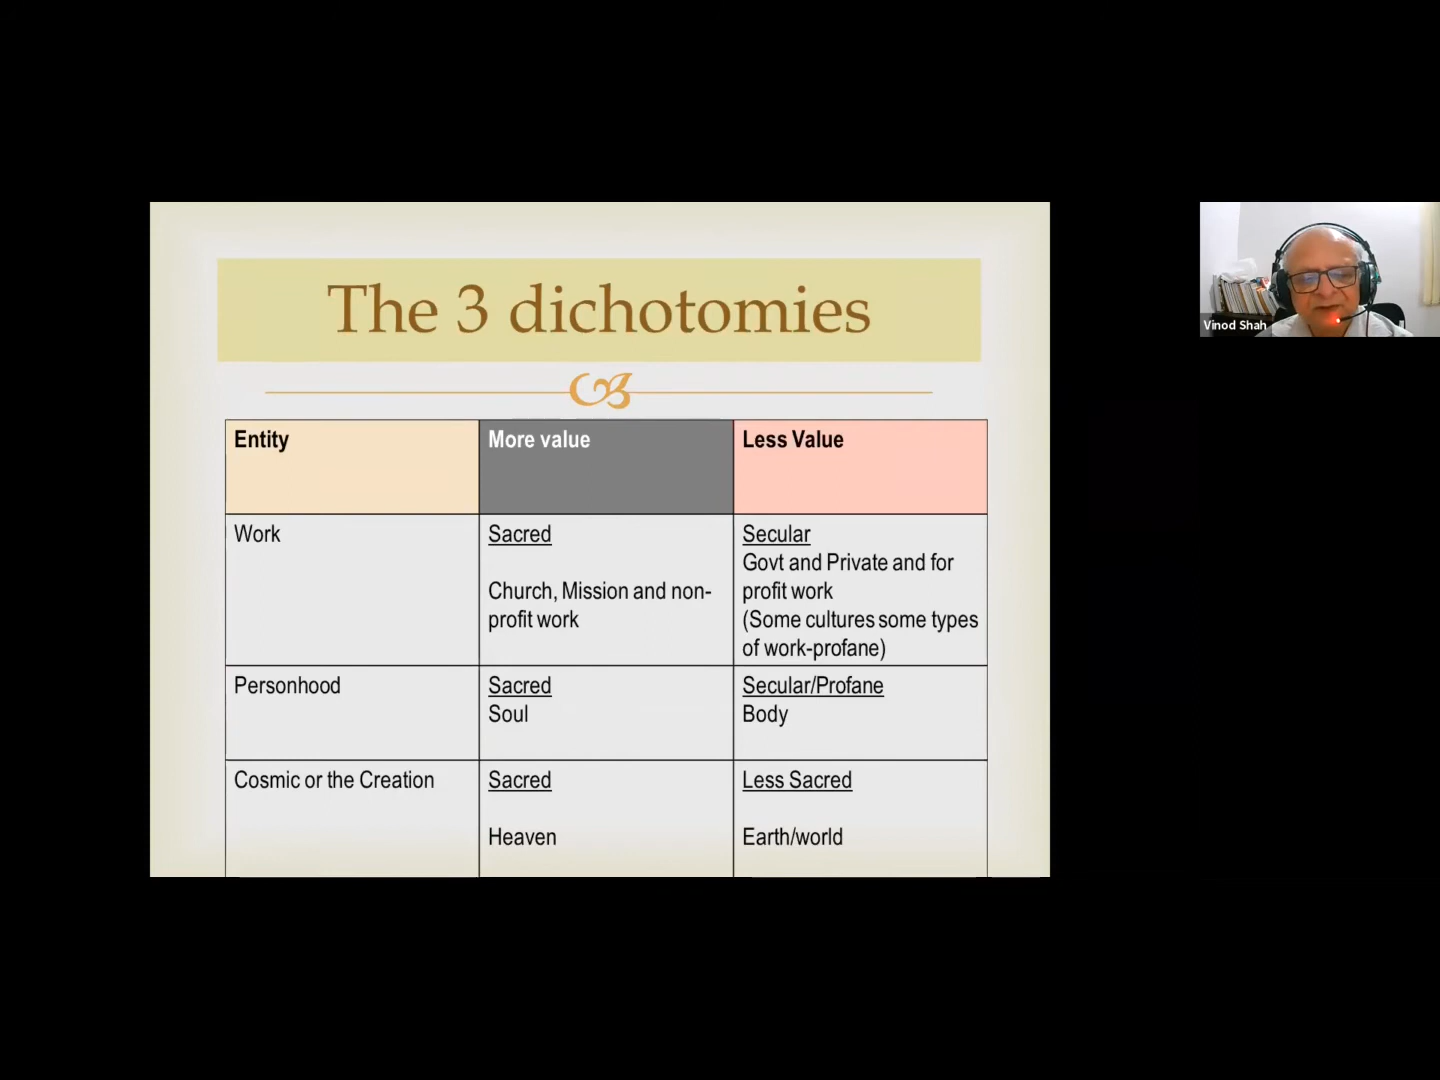 The 3 dichotomies
Entity
More value
Less Value
Work
Sacred
Church, Mission and non-
profit work
Secular
Govt and Private and for
profit work
(Some cultures some types
of work-profane)
Personhood
Sacred
Soul
Secular/Profane
Body
Cosmic or the Creation
Sacred
Heaven
Less Sacred
Earth/world
Vinod Shah